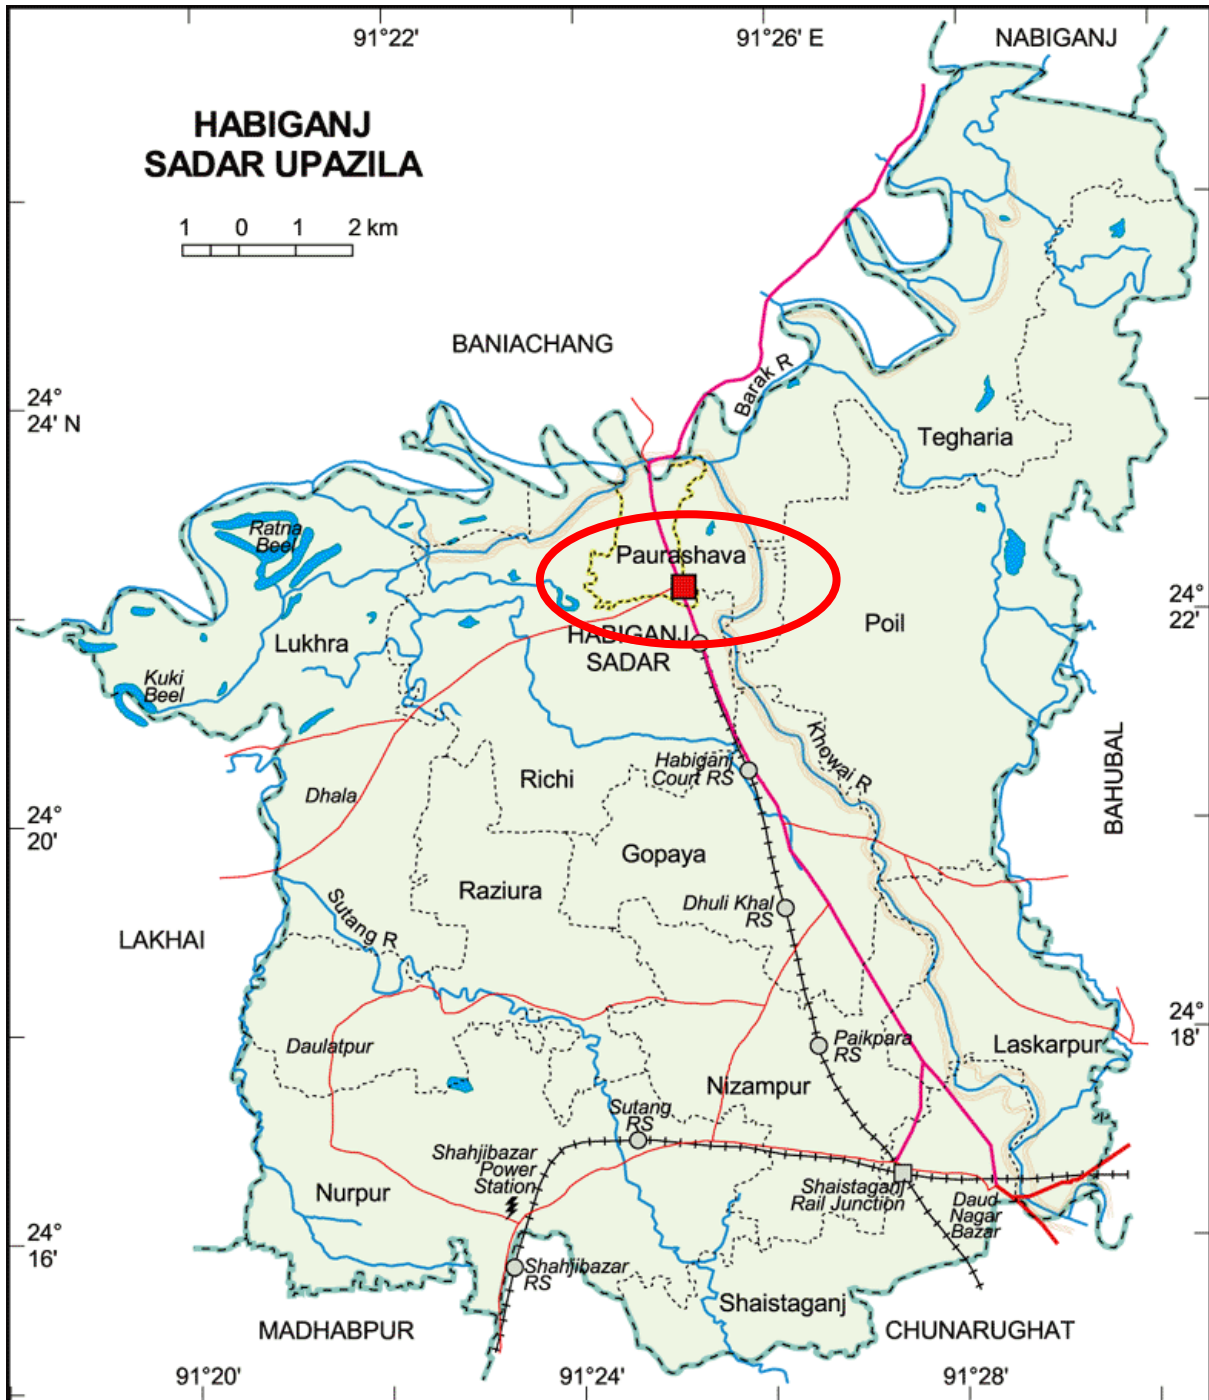 91°22'
91°26' E
NABIGANJ
HABIGANJ
SADAR UPAZILA
1 0 1 2 km
BANIACHANG
Barak R
24°
24' N
Tegharia
Ratna
Beel
Paurashava
24°
22'
Poil
Lukhra
HABIGANJ
SADAR
Kuki
Beel
Khowai R
Habiganj
Court RS
BAHUBAL
Richi
Dhala
24°
20'
Gopaya
Raziura
Dhuli Khal
RS
Sutang R
LAKHAI
24°
18'
Paikpara
RS
Laskarpur
Daulatpur
Nizampur
Sutang
RS
Shahjibazar
Power
Station
Nurpur
Shaistaganj
Rail Junction
Daud
Nagar
Bazar
24°
16'
Shahjibazar
RS
Shaistaganj
MADHABPUR
CHUNARUGHAT
91°20'
91°24'
91°28'